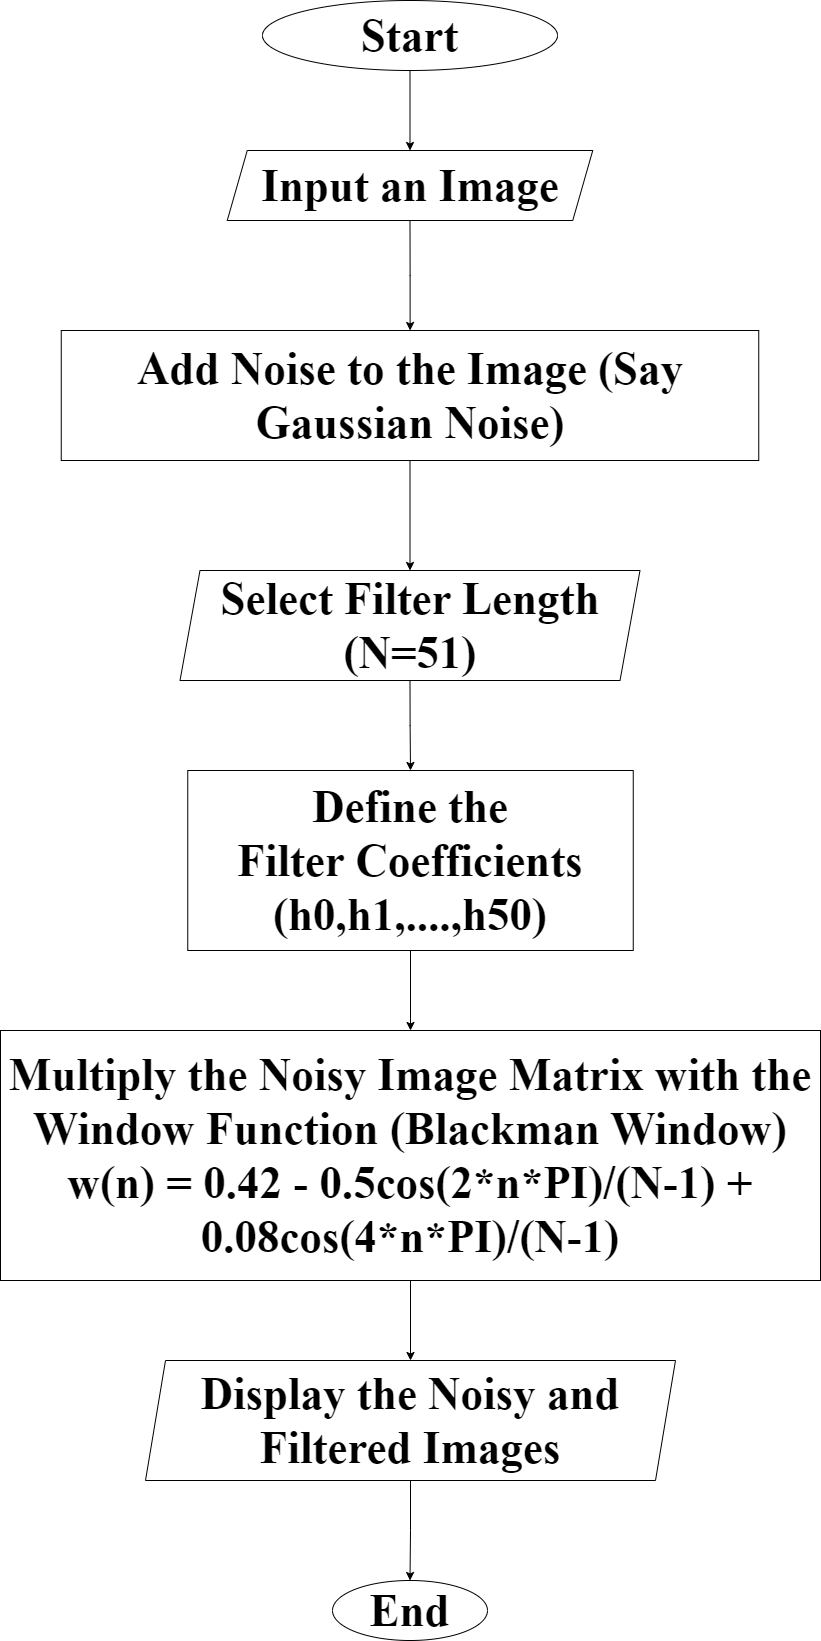 Start
Input an Image
Add Noise to the Image (Say
Gaussian Noise)
Select Filter Length
(N=51)
Define the
Filter Coefficients
(h0,h1,....,h50)
Multiply the Noisy Image Matrix with the
Window Function (Blackman Window)
w(n) = 0.42 - 0.5cos(2*n*PI)/(N-1) +
0.08cos(4*n*PI)/(N-1)
Display the Noisy and
Filtered Images
End